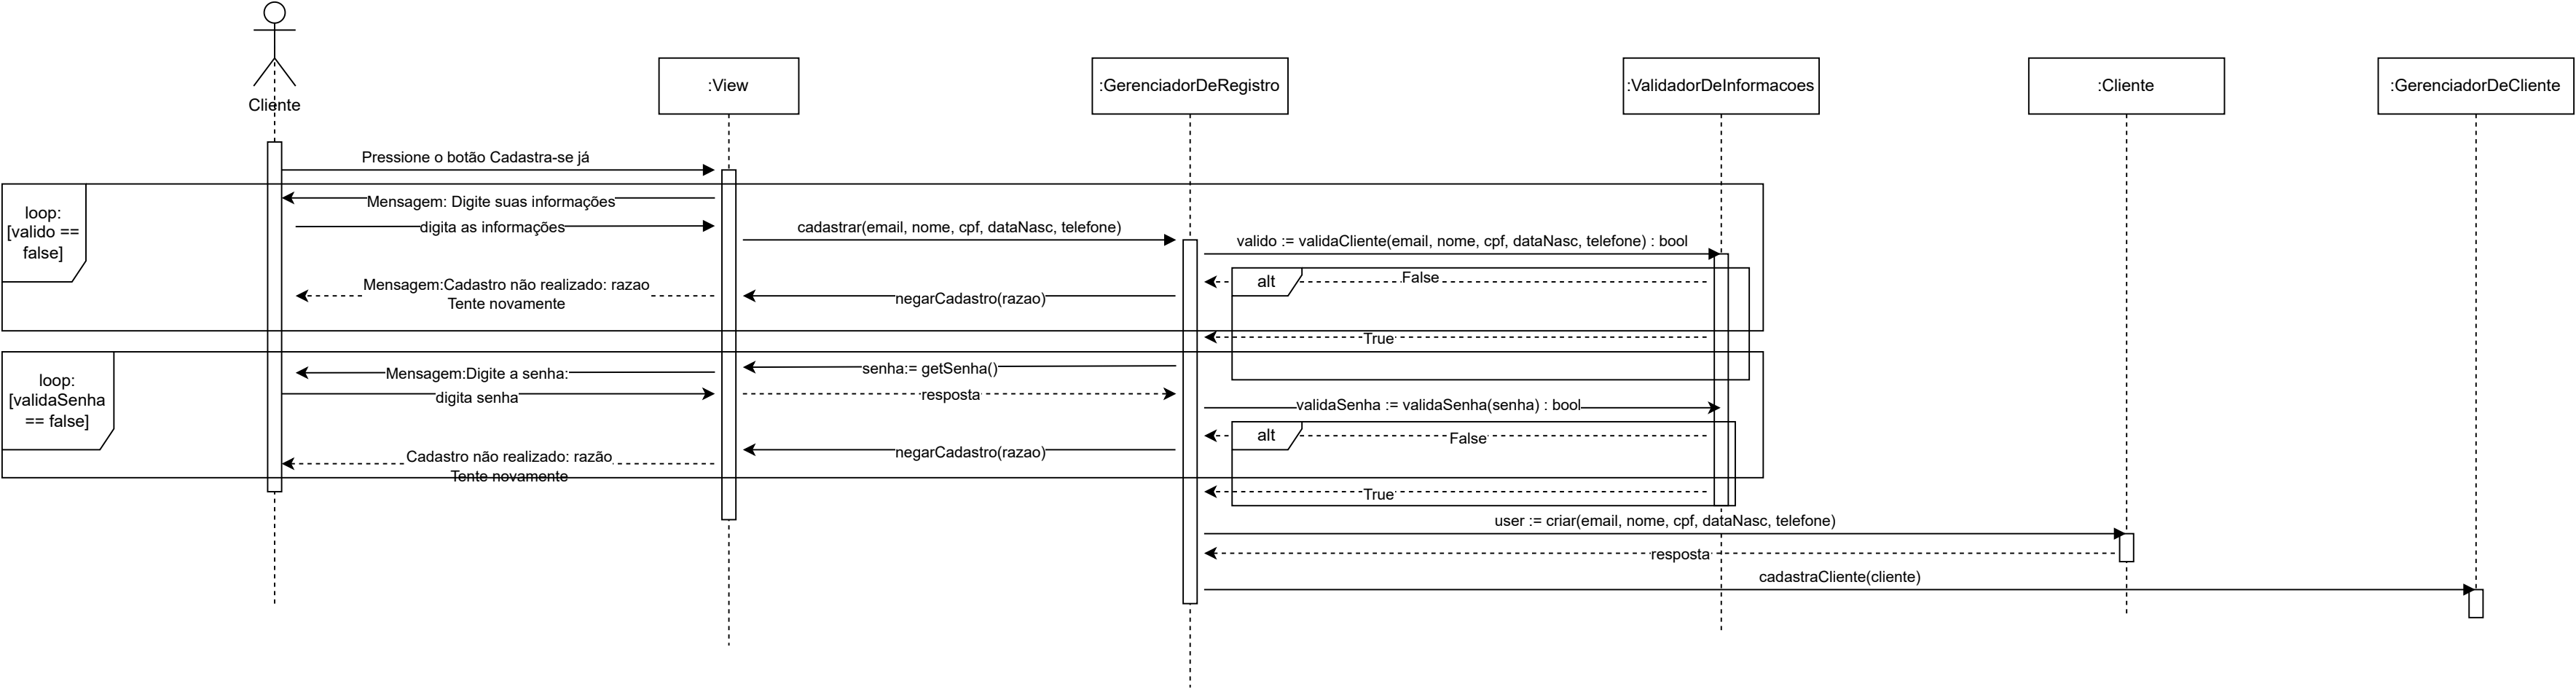 Cliente
:View
:GerenciadorDeRegistro
:ValidadorDeInformacoes
:Cliente
:GerenciadorDeCliente
Pressione o botão Cadastra-se já
loop:
[valido ==
false]
Mensagem: Digite suas informações
digita as informações
cadastrar(email, nome, cpf, dataNasc, telefone)
valido := validaCliente(email, nome, cpf, dataNasc, telefone) : bool
alt
False
Mensagem:Cadastro não realizado: razao
Tente novamente
negarCadastro(razao)
True
loop:
[validaSenha
== false]
Mensagem:Digite a senha:
senha:= getSenha()
digita senha
resposta
validaSenha := validaSenha(senha) : bool
alt
False
Cadastro não realizado: razão
Tente novamente
negarCadastro(razao)
True
user := criar(email, nome, cpf, dataNasc, telefone)
resposta
cadastraCliente(cliente)